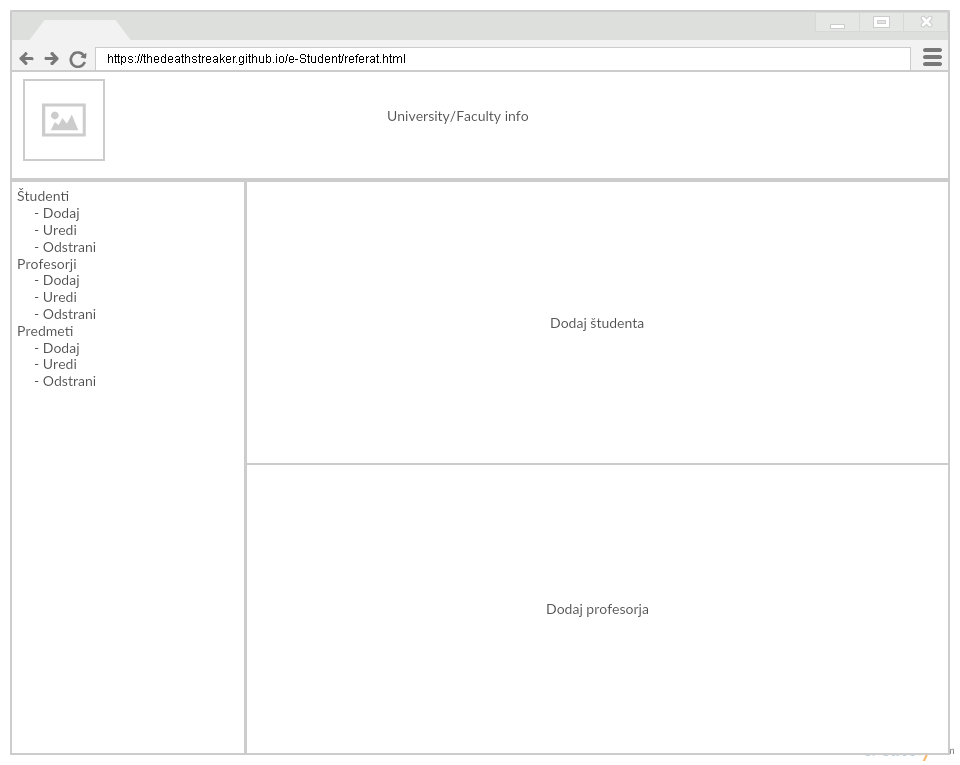 https://thedeathstreaker.github.io/e-Student/referat.html
University/Faculty info
Študenti
- Dodaj
- Uredi
- Odstrani
Profesorji
- Dodaj
- Uredi
- Odstrani
Predmeti
- Dodaj
- Uredi
- Odstrani
Dodaj študenta
Dodaj profesorja